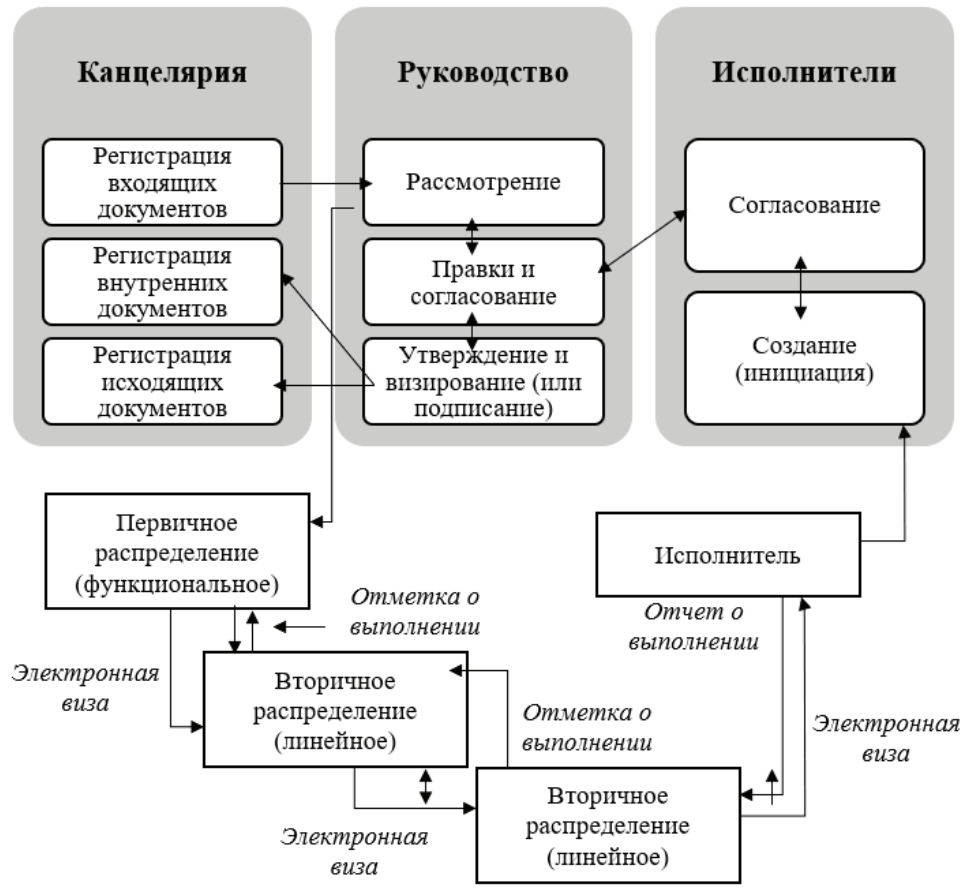 Канцелярия
Регистрация
входящих
документов
Регистрация
внутренних
документов
Регистрация
исходящих
документов
Руководство
Рассмотрение
Правки и
согласование
Утверждение и
визирование (или
подписание)
Исполнители
Согласование
Создание
(инициация)
Первичное
распределение
(функциональное)
Отметка о
выполнении
Электронная
виза
Вторичное
распределение
(линейное)
Отметка о
выполнении
Электронная
виза
Вторичное
распределение
(линейное)
Исполнитель
Отчет о
выполнении
Электронная
виза